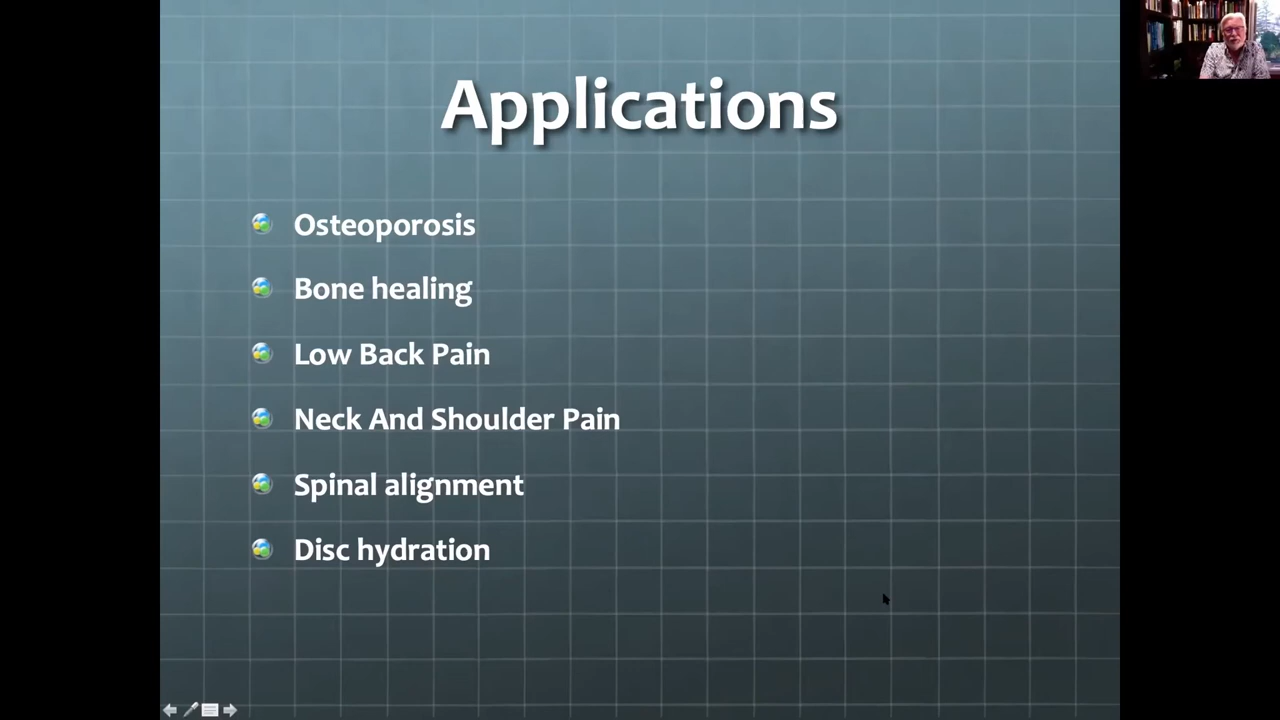 Applications
Osteoporosis
Bone healing
Low Back Pain
Neck And Shoulder Pain
Spinal alignment
Disc hydration